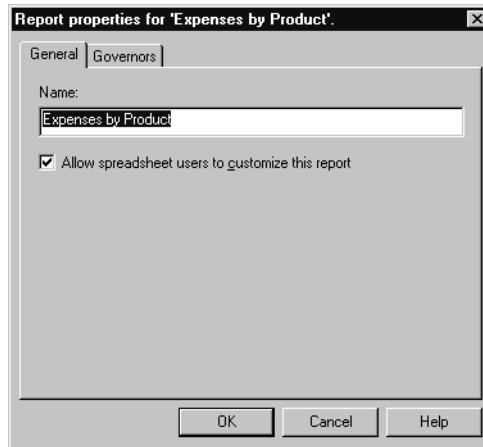 Report properties for 'Expenses by Product'.
General Governors
Name:
Expenses by Product
Allow spreadsheet users to customize this report
OK Cancel Help